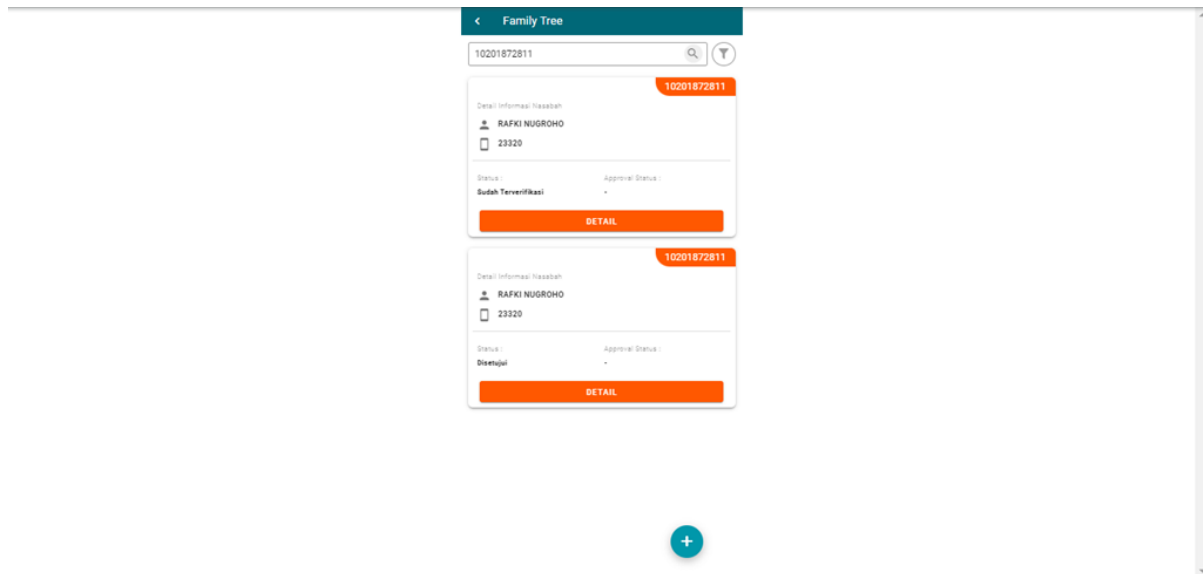 Family Tree
10201872811
10201872811
Detail Informasi Nasabah
RAFKI NUGROHO
23320
Status : Approval Status :
Sudah Terverifikasi -
DETAIL
10201872811
Detail Informasi Nasabah
RAFKI NUGROHO
23320
Status : Approval Status :
Disetujui -
DETAIL